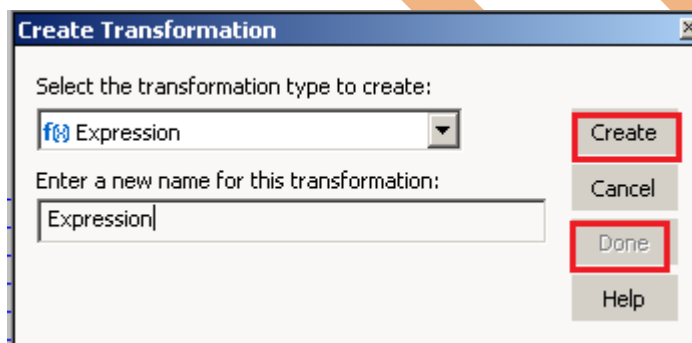 Create Transformation
Select the transformation type to create:
f(x) Expression
Create
Enter a new name for this transformation:
Cancel
Expression
Done
Help